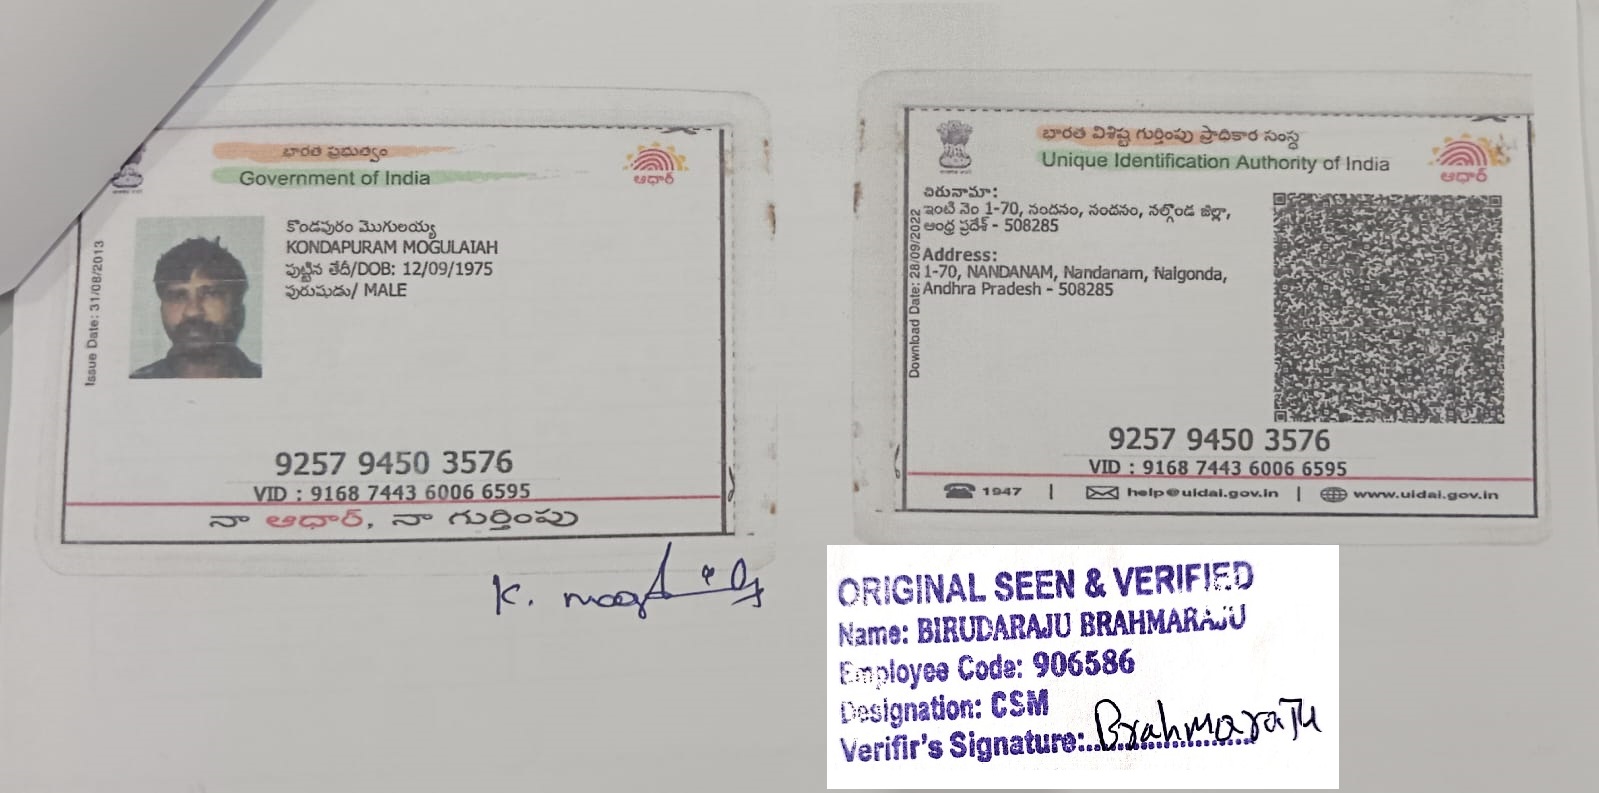 భారత ప్రభుత్వం
Government of India
ఆధార్
Issue Date: 31/08/2013
కొండపురం మొగులయ్య
KONDAPURAM MOGULAIAH
పుట్టిన తేదీ/DOB: 12/09/1975
పురుషుడు/ MALE
9257 9450 3576
VID : 9168 7443 6006 6595
నా ఆధార్, నా గుర్తింపు
భారత విశిష్ట గుర్తింపు ప్రాధికార సంస్థ
Unique Identification Authority of India
ఆధార్
Download Date: 28/09/2022
చిరునామా:
ఇంటి నెం 1-70, నందనం, నందనం, నల్గొండ జిల్లా,
ఆంధ్ర ప్రదేశ్ - 508285
Address:
1-70, NANDANAM, Nandanam, Nalgonda,
Andhra Pradesh - 508285
9257 9450 3576
VID : 9168 7443 6006 6595
1947 | help@uidai.gov.in | www.uidai.gov.in
K.
ORIGINAL SEEN & VERIFIED
Name: BIRUDARAJU BRAHMARAJU
Employee Code: 906586
Designation: CSM
Verifir's Signature: BrahmaraJu